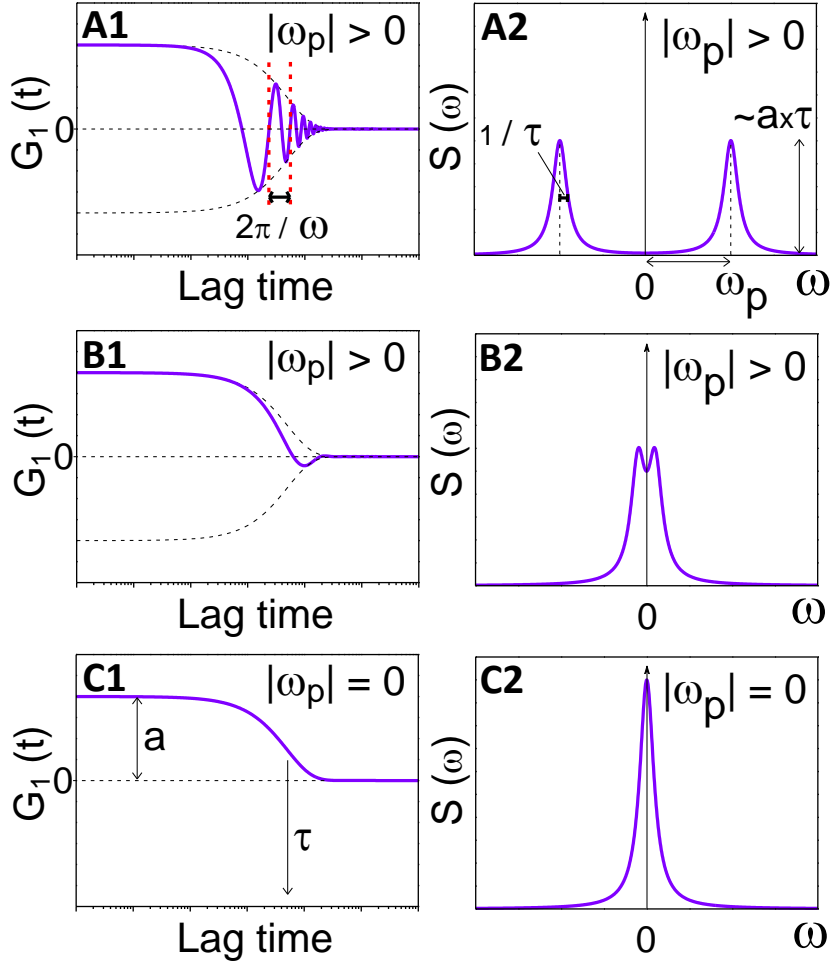 A1
|ωp| > 0
G1 (t)
0
2π / ω
Lag time
A2
|ωp| > 0
S (ω)
1 / τ
~a×τ
0
ωp
ω
B1
|ωp| > 0
G1 (t)
0
Lag time
B2
|ωp| > 0
S (ω)
0
ω
C1
|ωp| = 0
G1 (t)
0
a
τ
Lag time
C2
|ωp| = 0
S (ω)
0
ω